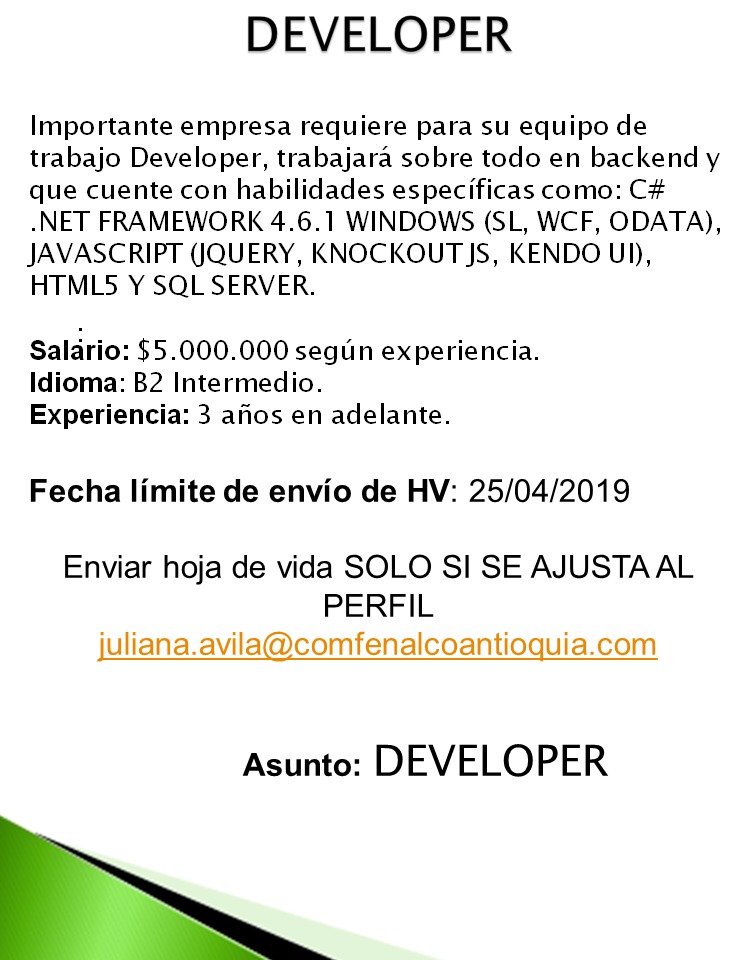 DEVELOPER
Importante empresa requiere para su equipo de
trabajo Developer, trabajará sobre todo en backend y
que cuente con habilidades específicas como: C#
.NET FRAMEWORK 4.6.1 WINDOWS (SL, WCF, ODATA),
JAVASCRIPT (JQUERY, KNOCKOUT JS, KENDO UI),
HTML5 Y SQL SERVER.
.
Salario: $5.000.000 según experiencia.
Idioma: B2 Intermedio.
Experiencia: 3 años en adelante.
Fecha límite de envío de HV: 25/04/2019
Enviar hoja de vida SOLO SI SE AJUSTA AL
PERFIL
juliana.avila@comfenalcoantioquia.com
Asunto: DEVELOPER